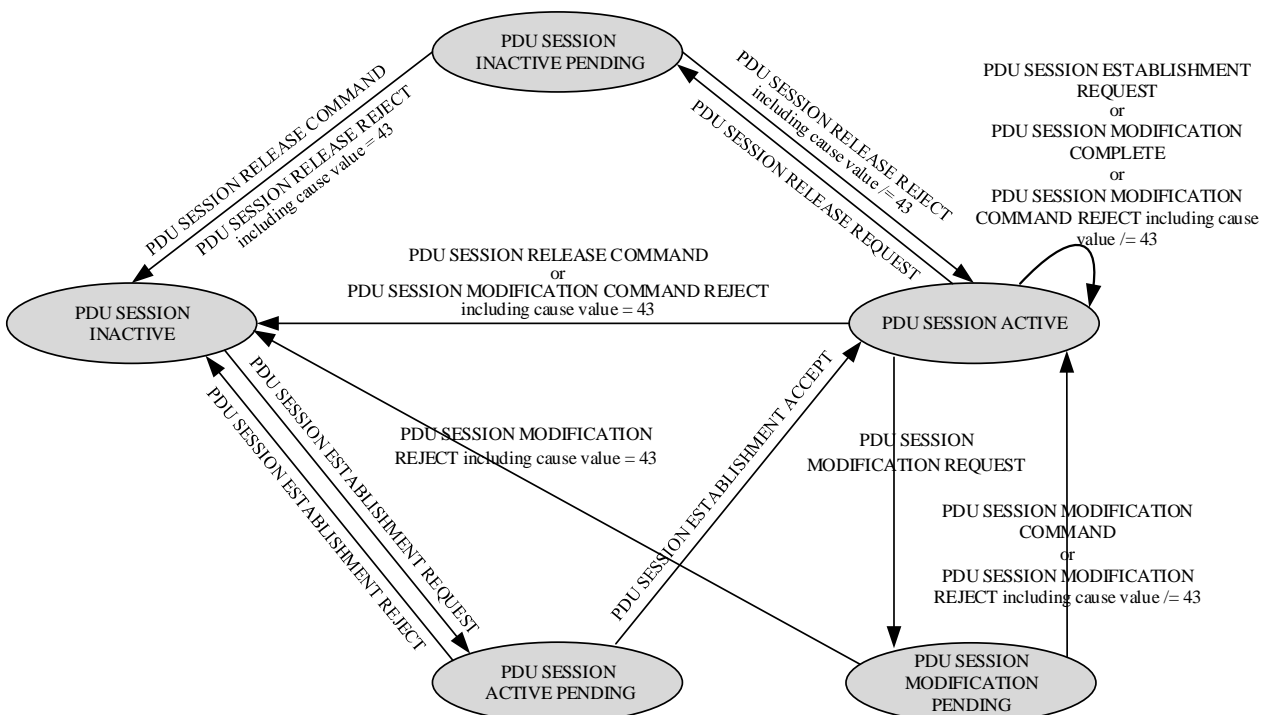 PDU SESSION
INACTIVE PENDING
PDU SESSION RELEASE COMMAND
PDU SESSION RELEASE REJECT
including cause value = 43
PDU SESSION RELEASE REJECT
including cause value /= 43
PDU SESSION RELEASE REQUEST
PDU SESSION ESTABLISHMENT
REQUEST
or
PDU SESSION MODIFICATION
COMPLETE
or
PDU SESSION MODIFICATION
COMMAND REJECT including cause
value /= 43
PDU SESSION RELEASE COMMAND
or
PDU SESSION MODIFICATION COMMAND REJECT
including cause value = 43
PDU SESSION
INACTIVE
PDU SESSION ACTIVE
PDU SESSION ESTABLISHMENT REQUEST
PDU SESSION ESTABLISHMENT REJECT
PDU SESSION MODIFICATION
REJECT including cause value = 43
PDU SESSION ESTABLISHMENT ACCEPT
PDU SESSION
MODIFICATION REQUEST
PDU SESSION MODIFICATION
COMMAND
or
PDU SESSION MODIFICATION
REJECT including cause value /= 43
PDU SESSION
ACTIVE PENDING
PDU SESSION
MODIFICATION
PENDING